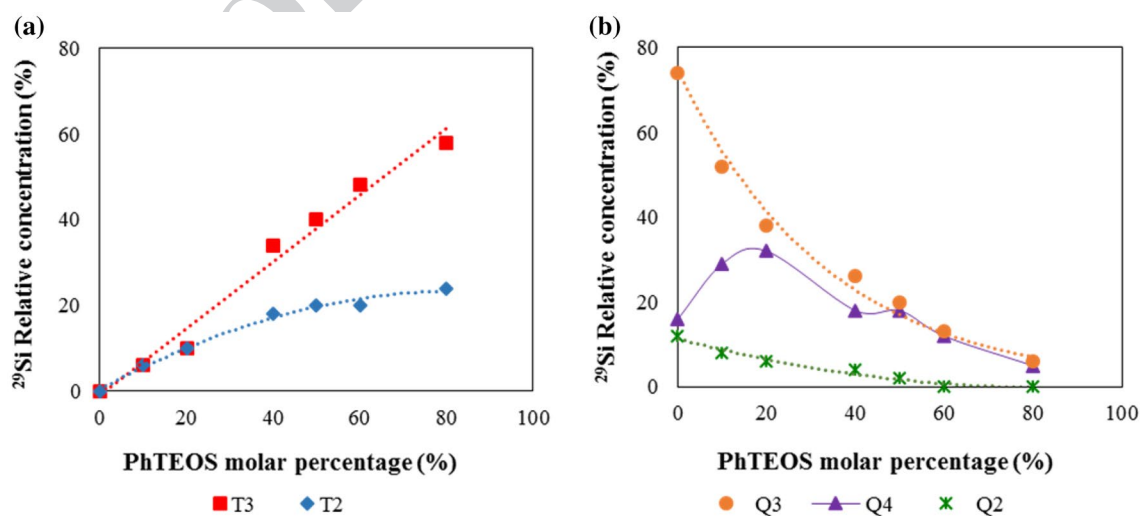 (a)
80
60
40
20
0
0 20 40 60 80 100
²⁹Si Relative concentration (%)
PhTEOS molar percentage (%)
T3 T2
(b)
80
60
40
20
0
0 20 40 60 80 100
²⁹Si Relative concentration (%)
PhTEOS molar percentage (%)
Q3 Q4 Q2